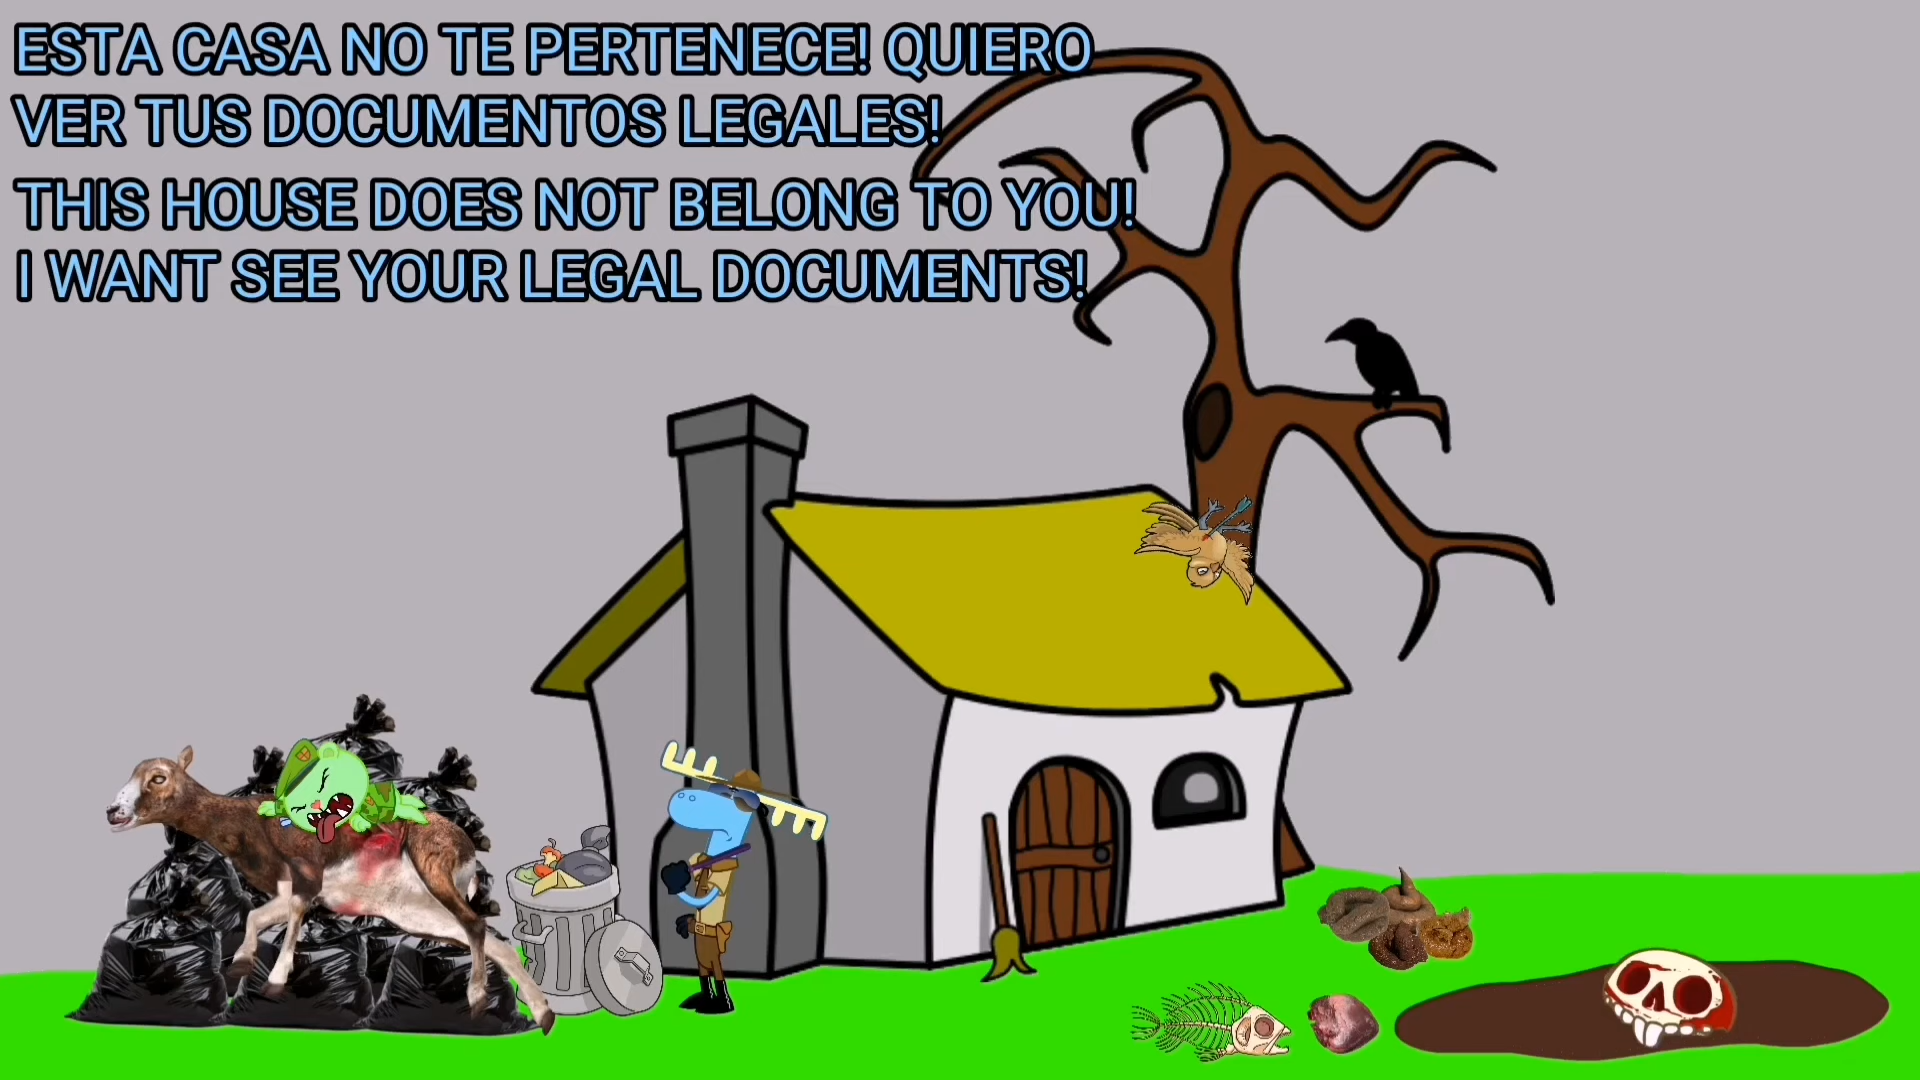 ESTA CASA NO TE PERTENECE! QUIERO
VER TUS DOCUMENTOS LEGALES!
THIS HOUSE DOES NOT BELONG TO YOU!
I WANT SEE YOUR LEGAL DOCUMENTS!